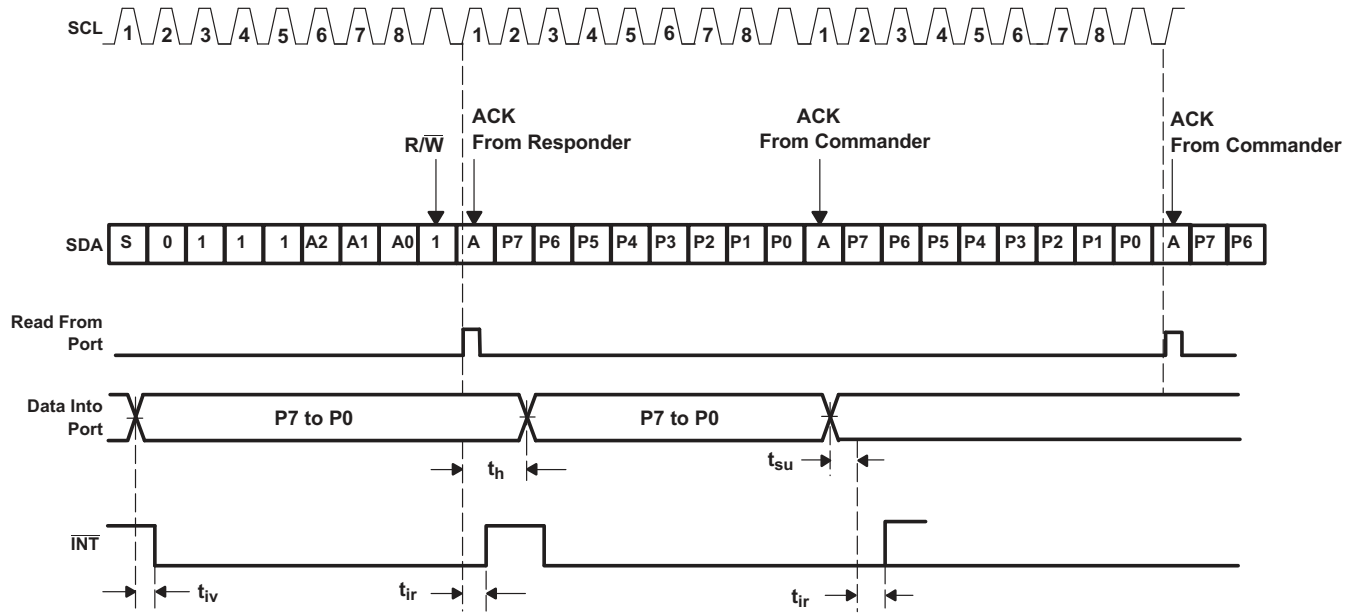 SCL 1 2 3 4 5 6 7 8 1 2 3 4 5 6 7 8 1 2 3 4 5 6 7 8
R/W̅
ACK
From Responder
ACK
From Commander
ACK
From Commander
SDA S 0 1 1 1 A2 A1 A0 1 A P7 P6 P5 P4 P3 P2 P1 P0 A P7 P6 P5 P4 P3 P2 P1 P0 A P7 P6
Read From
Port
Data Into
Port
P7 to P0 P7 to P0
th tsu
I̅N̅T̅
tiv tir tir